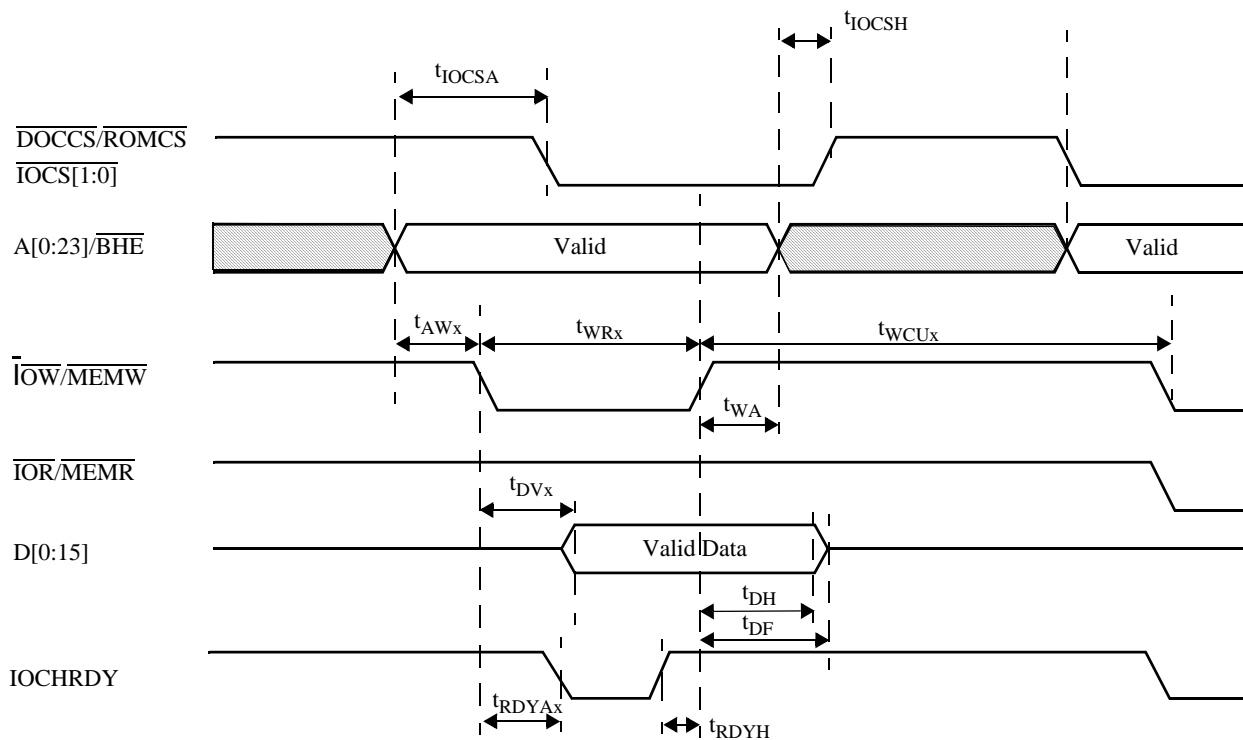 tIOCSH
tIOCSA
DOCCS/ROMCS
IOCS[1:0]
A[0:23]/BHE
Valid
Valid
tAWx
tWRx
tWCUx
IOW/MEMW
tWA
IOR/MEMR
tDVx
D[0:15]
Valid Data
tDH
tDF
IOCHRDY
tRDYAx
tRDYH